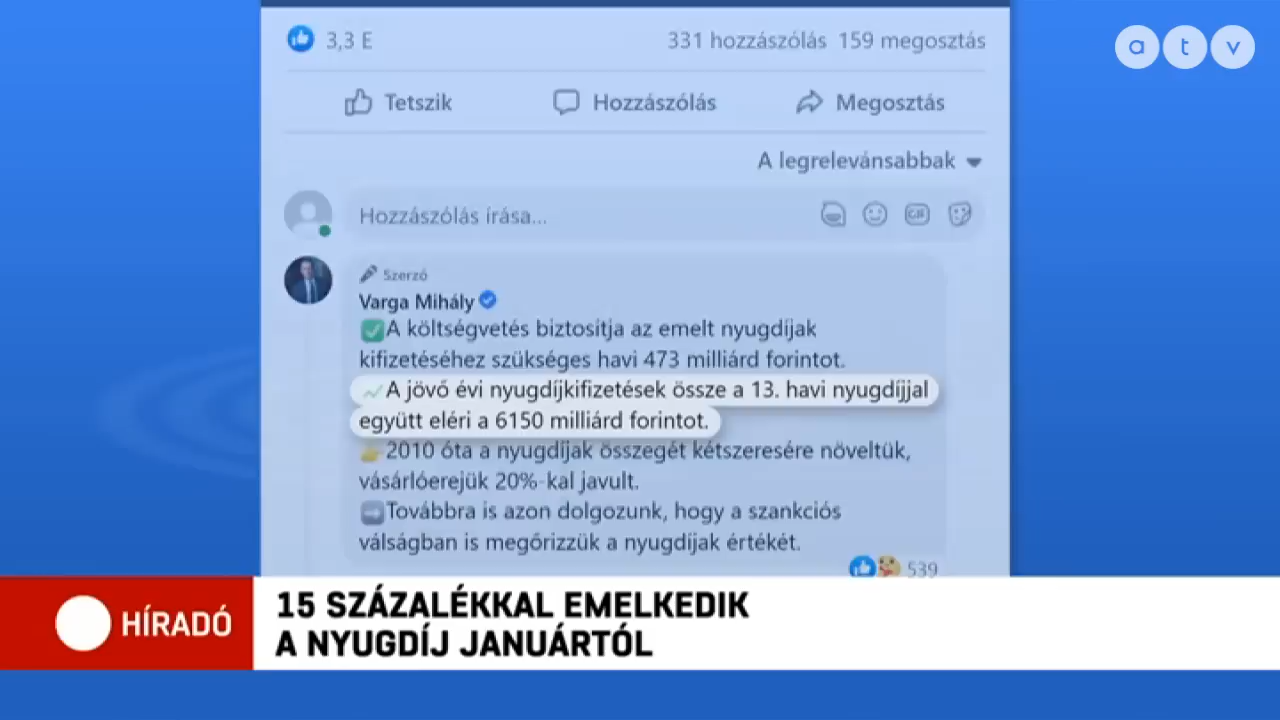 3,3 E
331 hozzászólás 159 megosztás
a t v
Tetszik
Hozzászólás
Megosztás
A legrelevánsabbak
Hozzászólás írása...
GIF
Szerző
Varga Mihály
A költségvetés biztosítja az emelt nyugdíjak
kifizetéséhez szükséges havi 473 milliárd forintot.
A jövő évi nyugdíjkifizetések össze a 13. havi nyugdíjjal
együtt eléri a 6150 milliárd forintot.
2010 óta a nyugdíjak összegét kétszeresére növeltük,
vásárlóerejük 20%-kal javult.
Továbbra is azon dolgozunk, hogy a szankciós
válságban is megőrizzük a nyugdíjak értékét.
539
HÍRADÓ
15 SZÁZALÉKKAL EMELKEDIK
A NYUGDÍJ JANUÁRTÓL